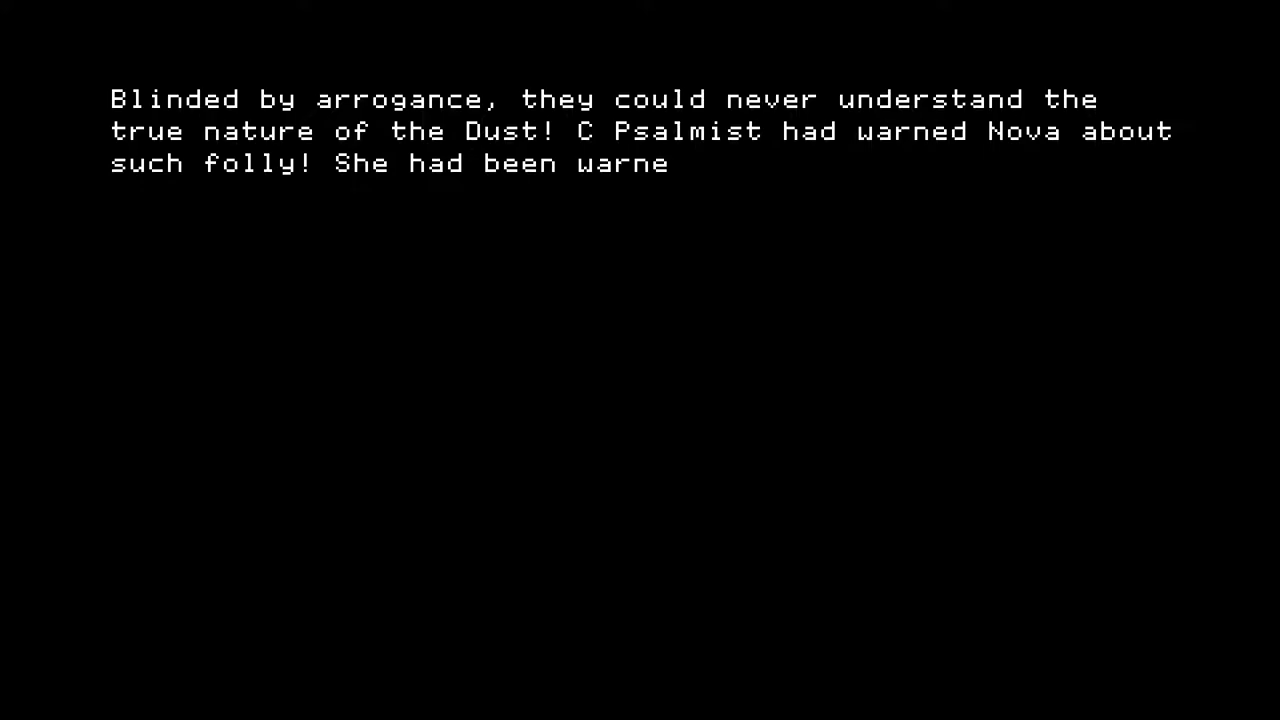 Blinded by arrogance, they could never understand the
true nature of the Dust! C Psalmist had warned Nova about
such folly! She had been warne